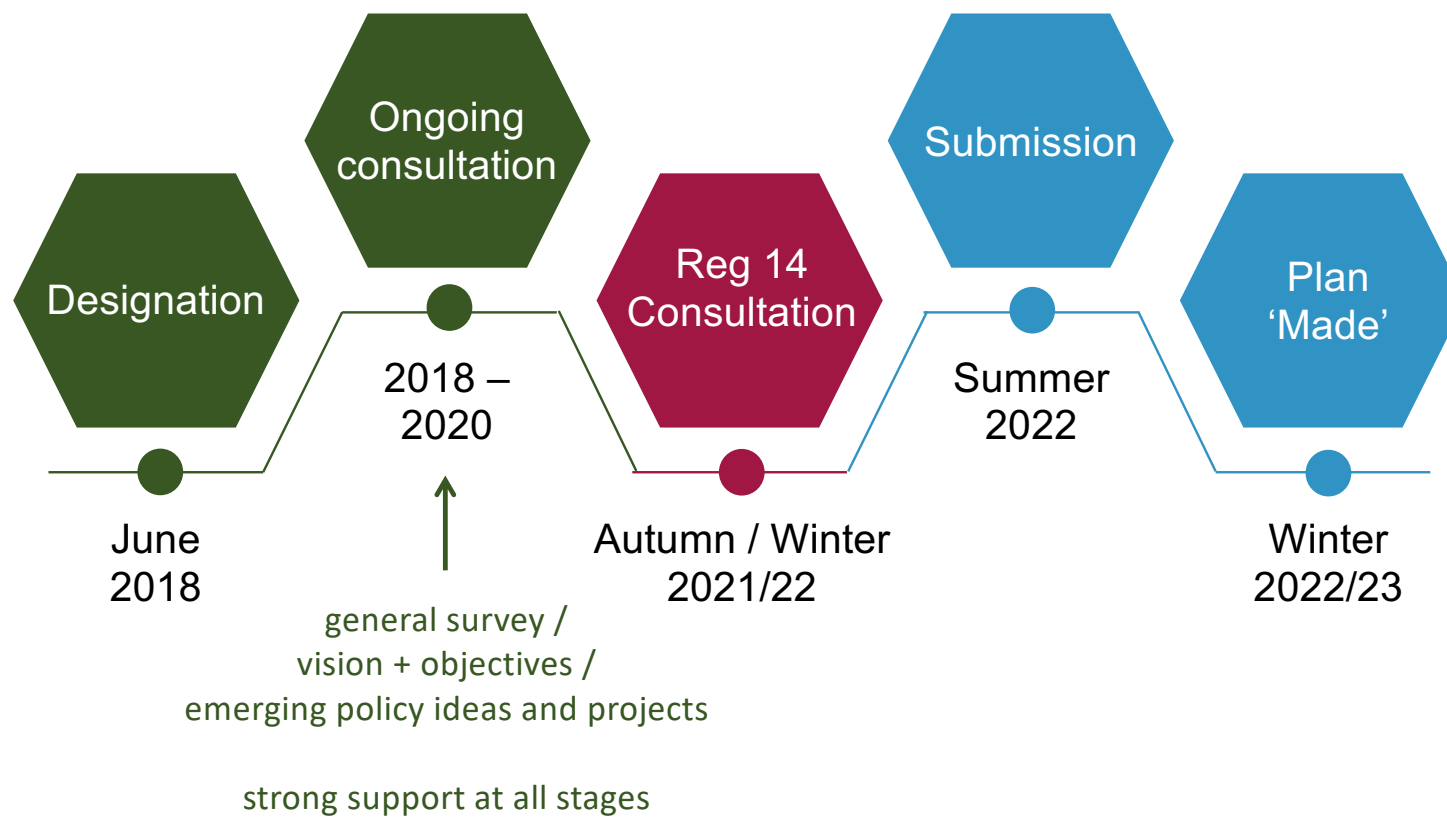 Designation
June
2018
Ongoing
consultation
2018 –
2020
general survey /
vision + objectives /
emerging policy ideas and projects
strong support at all stages
Reg 14
Consultation
Autumn / Winter
2021/22
Submission
Summer
2022
Plan
‘Made’
Winter
2022/23